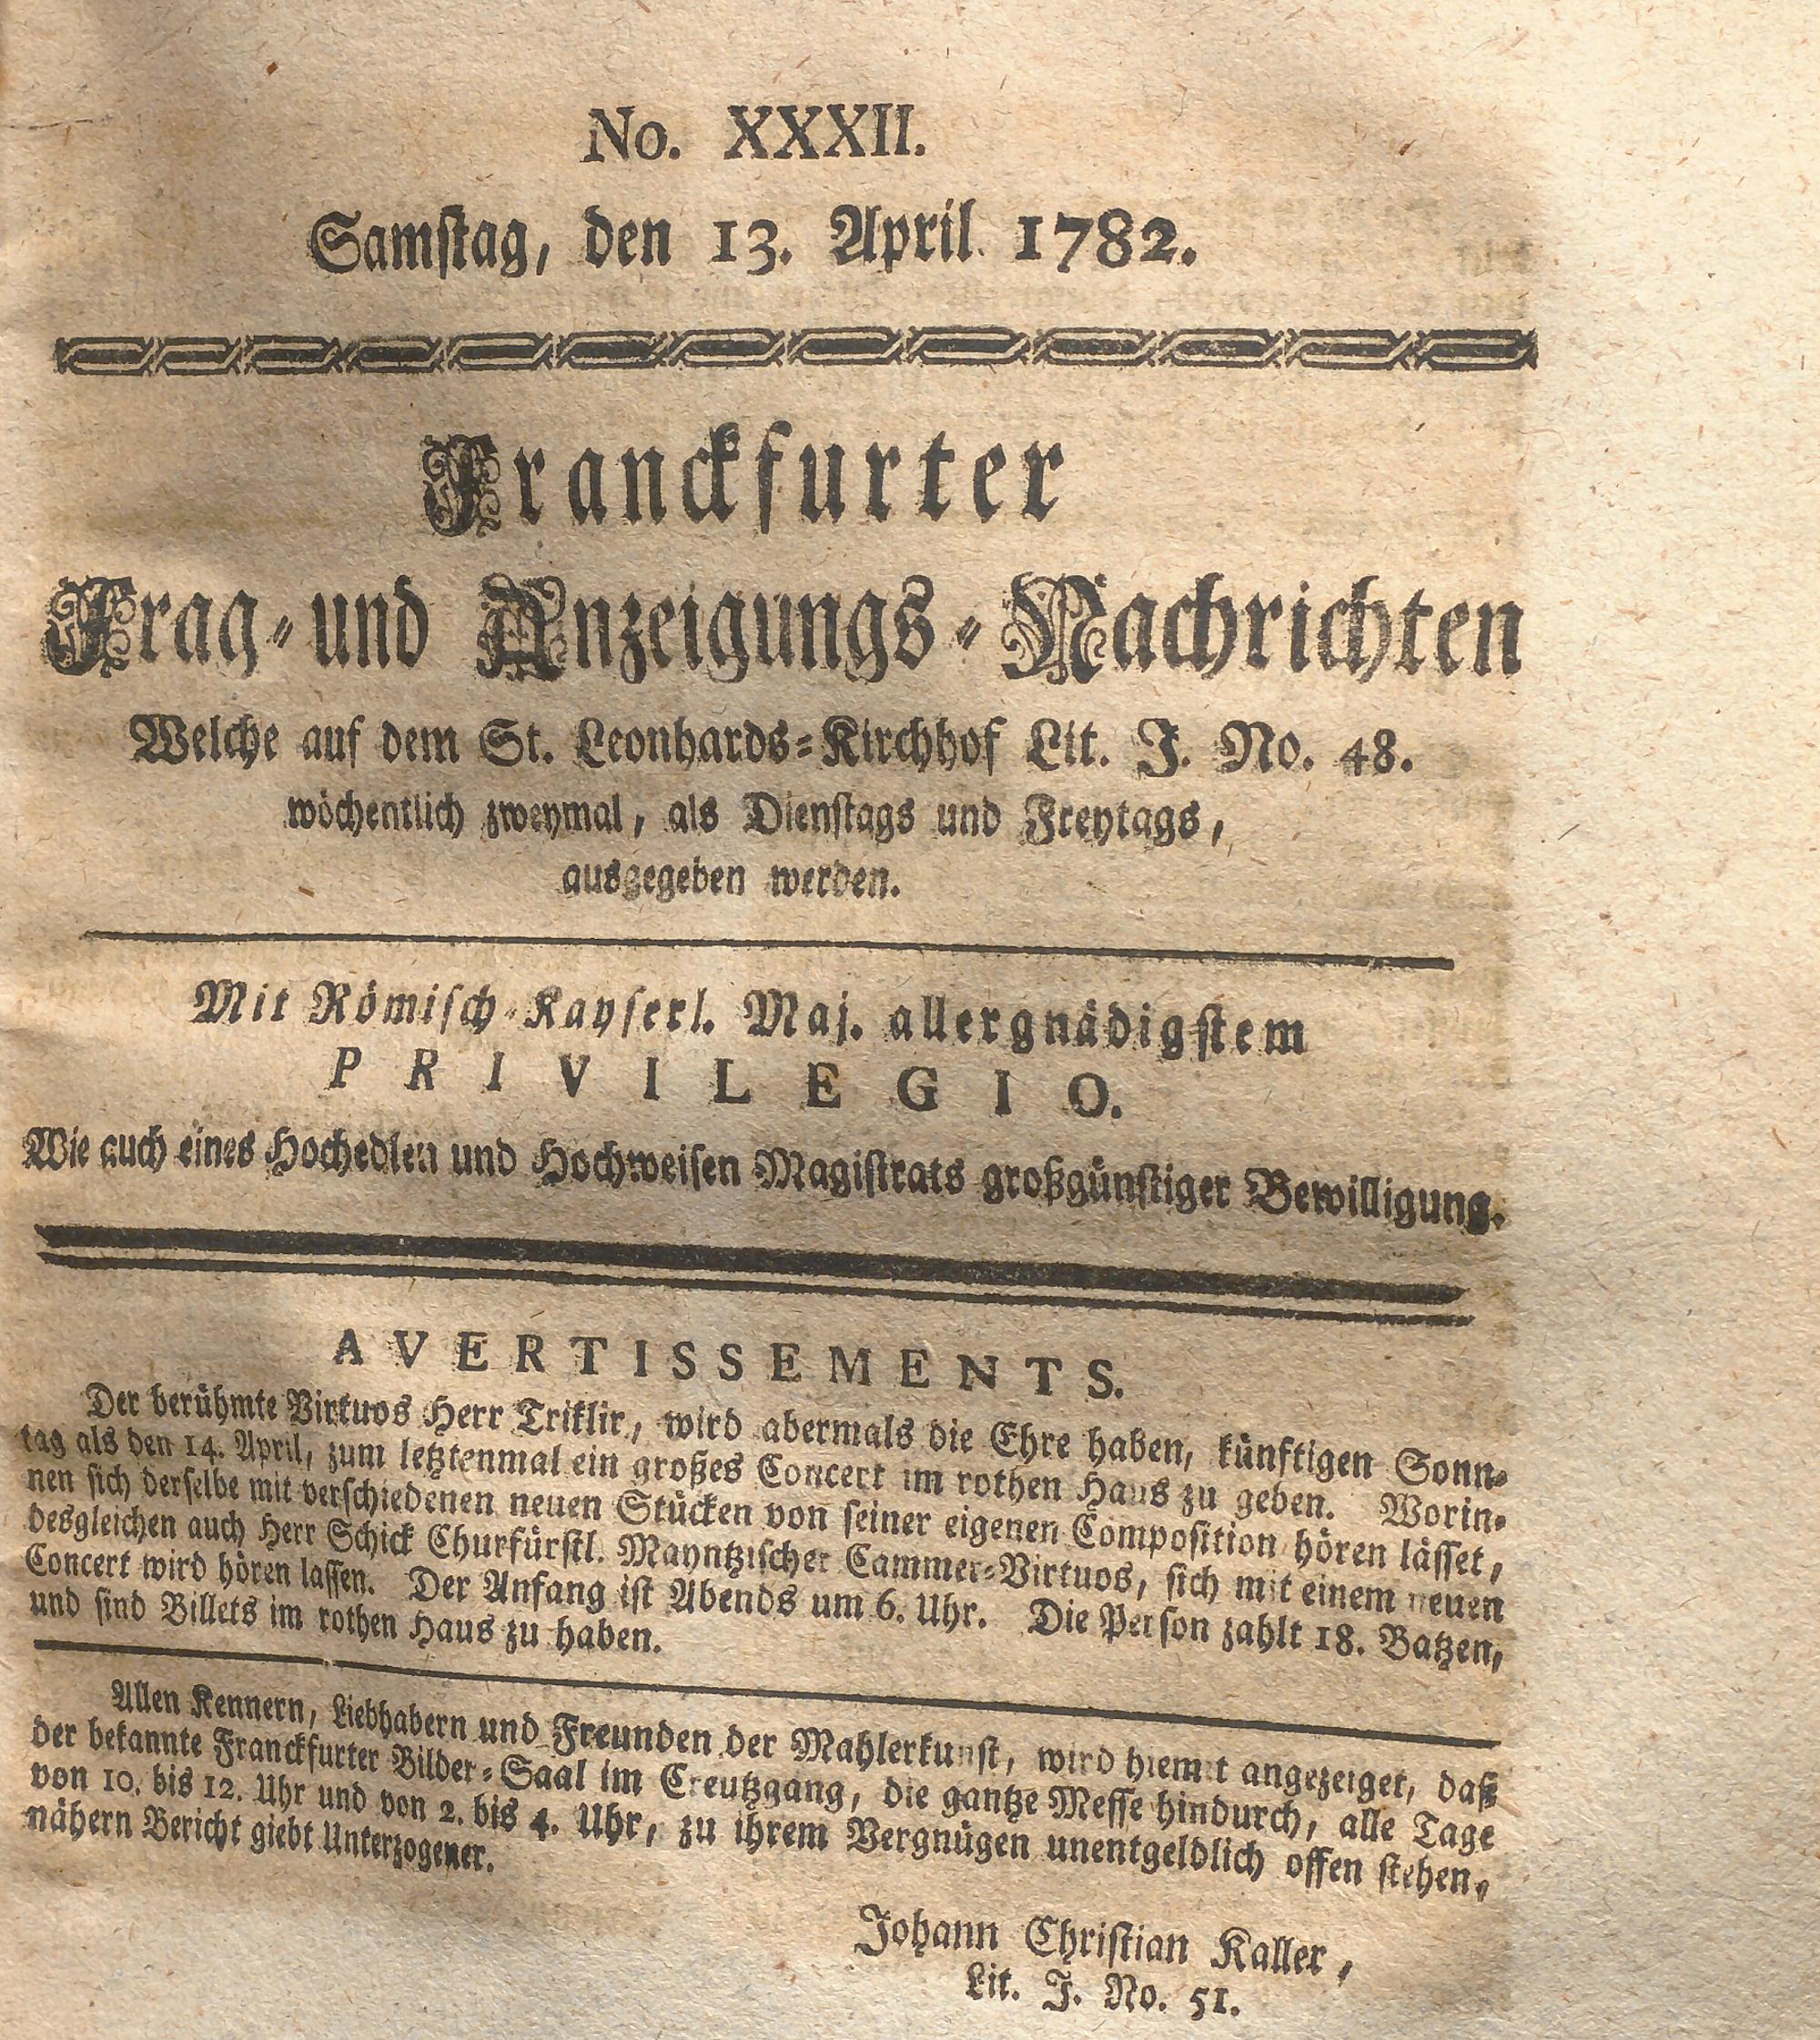 No. XXXII.
Samſtag, den 13. April 1782.
Franckfurter
Frag- und Anzeigungs-Nachrichten
Welche auf dem St. Leonhards-Kirchhof Lit. J. No. 48.
wöchentlich zweymal, als Dienſtags und Freytags,
ausgegeben werden.
Mit Römiſch-Kayſerl. Maj. allergnädigſtem
PRIVILEGIO.
Wie auch eines Hochedlen und Hochweiſen Magiſtrats großgünſtiger Bewilligung.
AVERTISSEMENTS.
Der berühmte Virtuos Herr Triklir, wird abermals die Ehre haben, künftigen Sonn-
tag als den 14. April, zum letztenmal ein großes Concert im rothen Haus zu geben. Worin-
nen ſich derſelbe mit verſchiedenen neuen Stücken von ſeiner eigenen Compoſition hören läſſet,
desgleichen auch Herr Schick Churfürſtl. Mayntziſcher Cammer-Virtuos, ſich mit einem neuen
Concert wird hören laſſen. Der Anfang iſt Abends um 6. Uhr. Die Perſon zahlt 18. Batzen,
und ſind Billets im rothen Haus zu haben.
Allen Kennern, Liebhabern und Freunden der Mahlerkunſt, wird hiemit angezeiget, daß
der bekannte Franckfurter Bilder-Saal im Creutzgang, die gantze Meſſe hindurch, alle Tage
von 10. bis 12. Uhr und von 2. bis 4. Uhr, zu ihrem Vergnügen unentgeldlich offen ſtehen,
nähern Bericht giebt Unterzogener.
Johann Chriſtian Kaller,
Lit. J. No. 51.